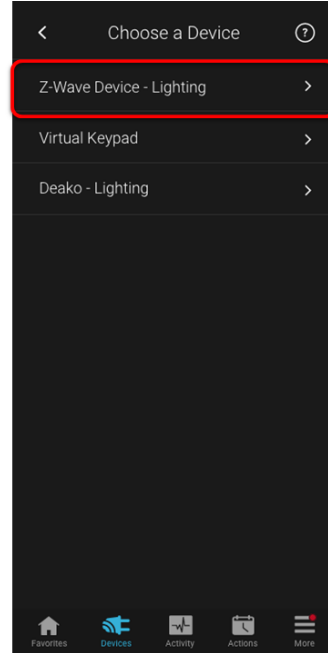 Choose a Device
?
Z-Wave Device - Lighting
Virtual Keypad
Deako - Lighting
Favorites Devices Activity Actions More